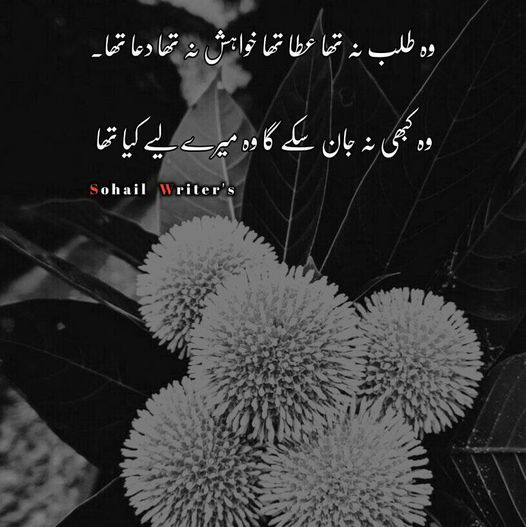 وہ طلب نہ تھا عطا تھا خواہش نہ تھا دعا تھا۔
وہ کبھی نہ جان سکے گا وہ میرے لیے کیا تھا
Sohail Writer's